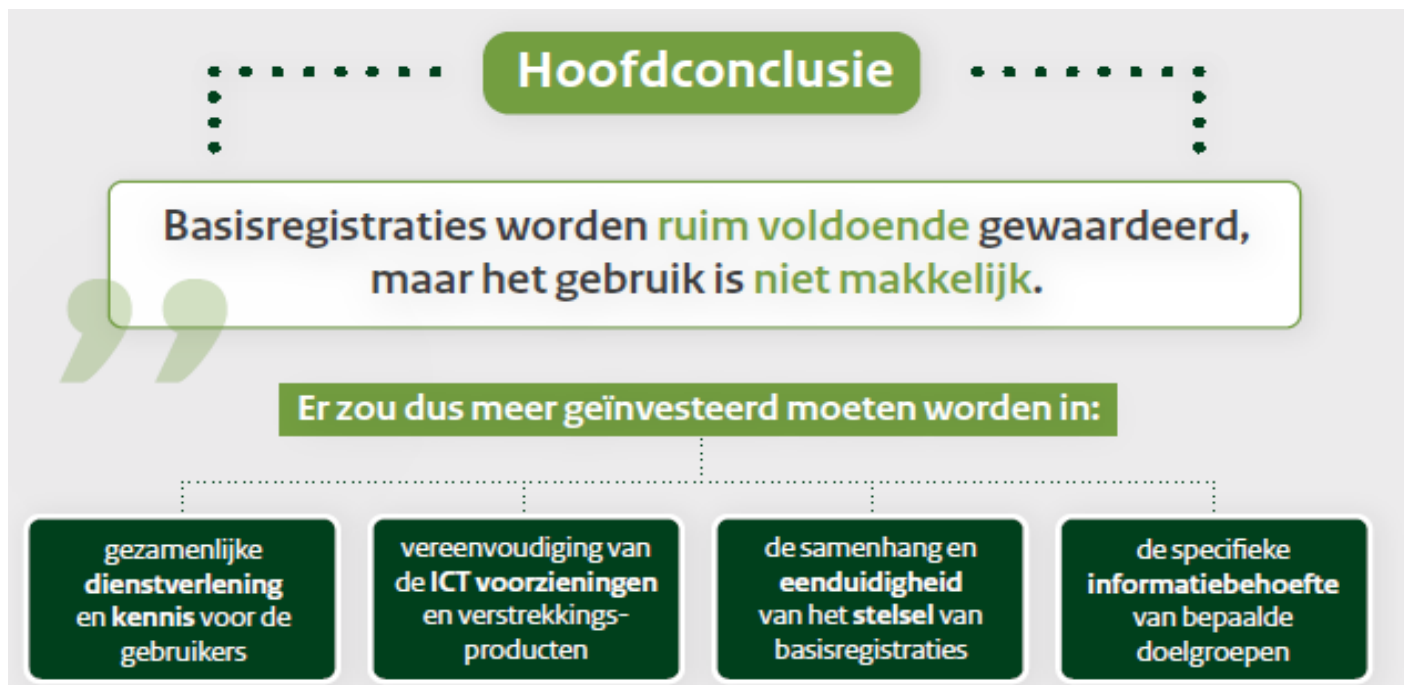 Hoofdconclusie
Basisregistraties worden ruim voldoende gewaardeerd,
maar het gebruik is niet makkelijk.
Er zou dus meer geïnvesteerd moeten worden in:
gezamenlijke
dienstverlening
en kennis voor de
gebruikers
vereenvoudiging van
de ICT voorzieningen
en verstrekkings-
producten
de samenhang en
eenduidigheid
van het stelsel van
basisregistraties
de specifieke
informatiebehoefte
van bepaalde
doelgroepen